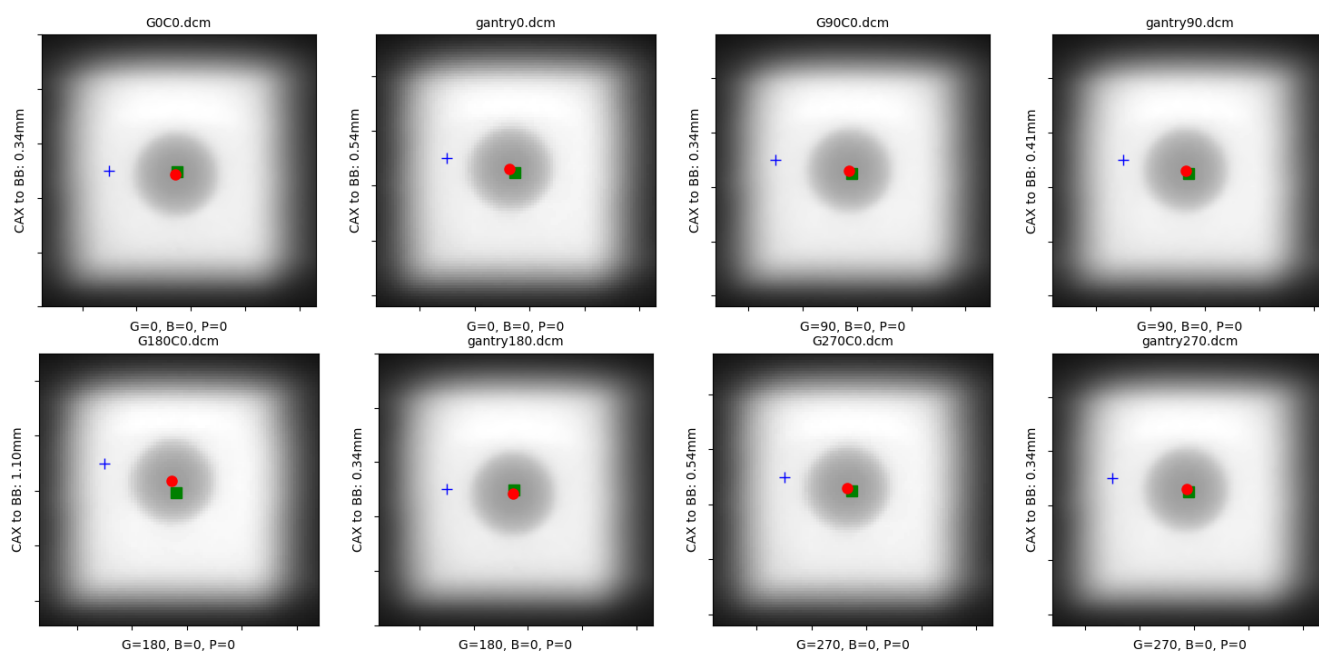 G0C0.dcm
CAX to BB: 0.34mm
G=0, B=0, P=0
gantry0.dcm
CAX to BB: 0.54mm
G=0, B=0, P=0
G90C0.dcm
CAX to BB: 0.34mm
G=90, B=0, P=0
gantry90.dcm
CAX to BB: 0.41mm
G=90, B=0, P=0
G180C0.dcm
CAX to BB: 1.10mm
G=180, B=0, P=0
gantry180.dcm
CAX to BB: 0.34mm
G=180, B=0, P=0
G270C0.dcm
CAX to BB: 0.54mm
G=270, B=0, P=0
gantry270.dcm
CAX to BB: 0.34mm
G=270, B=0, P=0